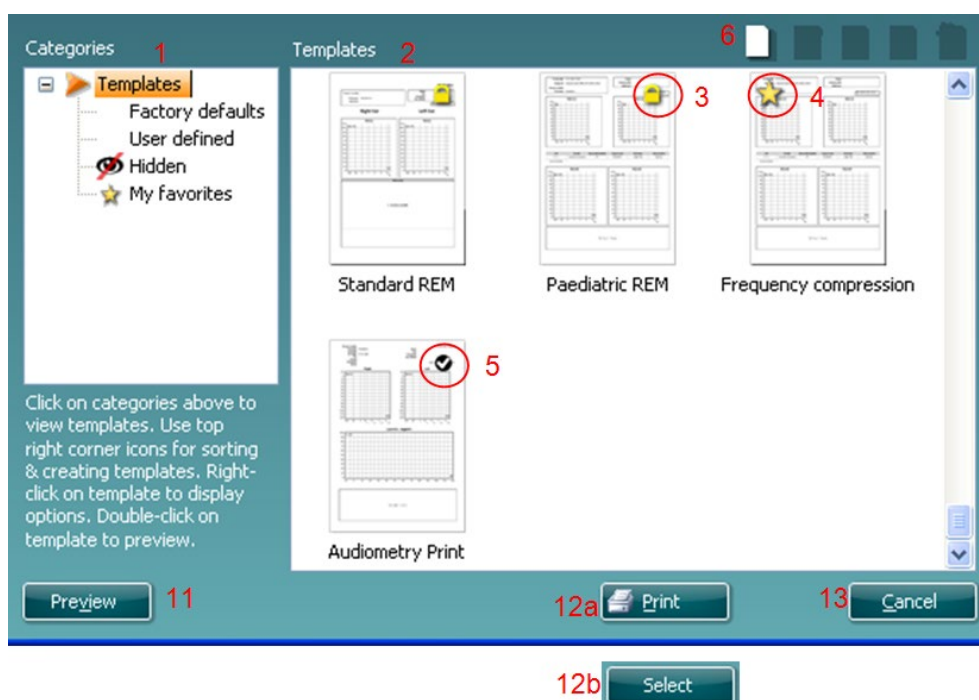 Categories 1
Templates 2
6
Templates
Factory defaults
User defined
Hidden
My favorites
3
4
Standard REM
Paediatric REM
Frequency compression
5
Audiometry Print
Click on categories above to
view templates. Use top
right corner icons for sorting
& creating templates. Right-
click on template to display
options. Double-click on
template to preview.
Preview 11
12a Print
13 Cancel
12b Select